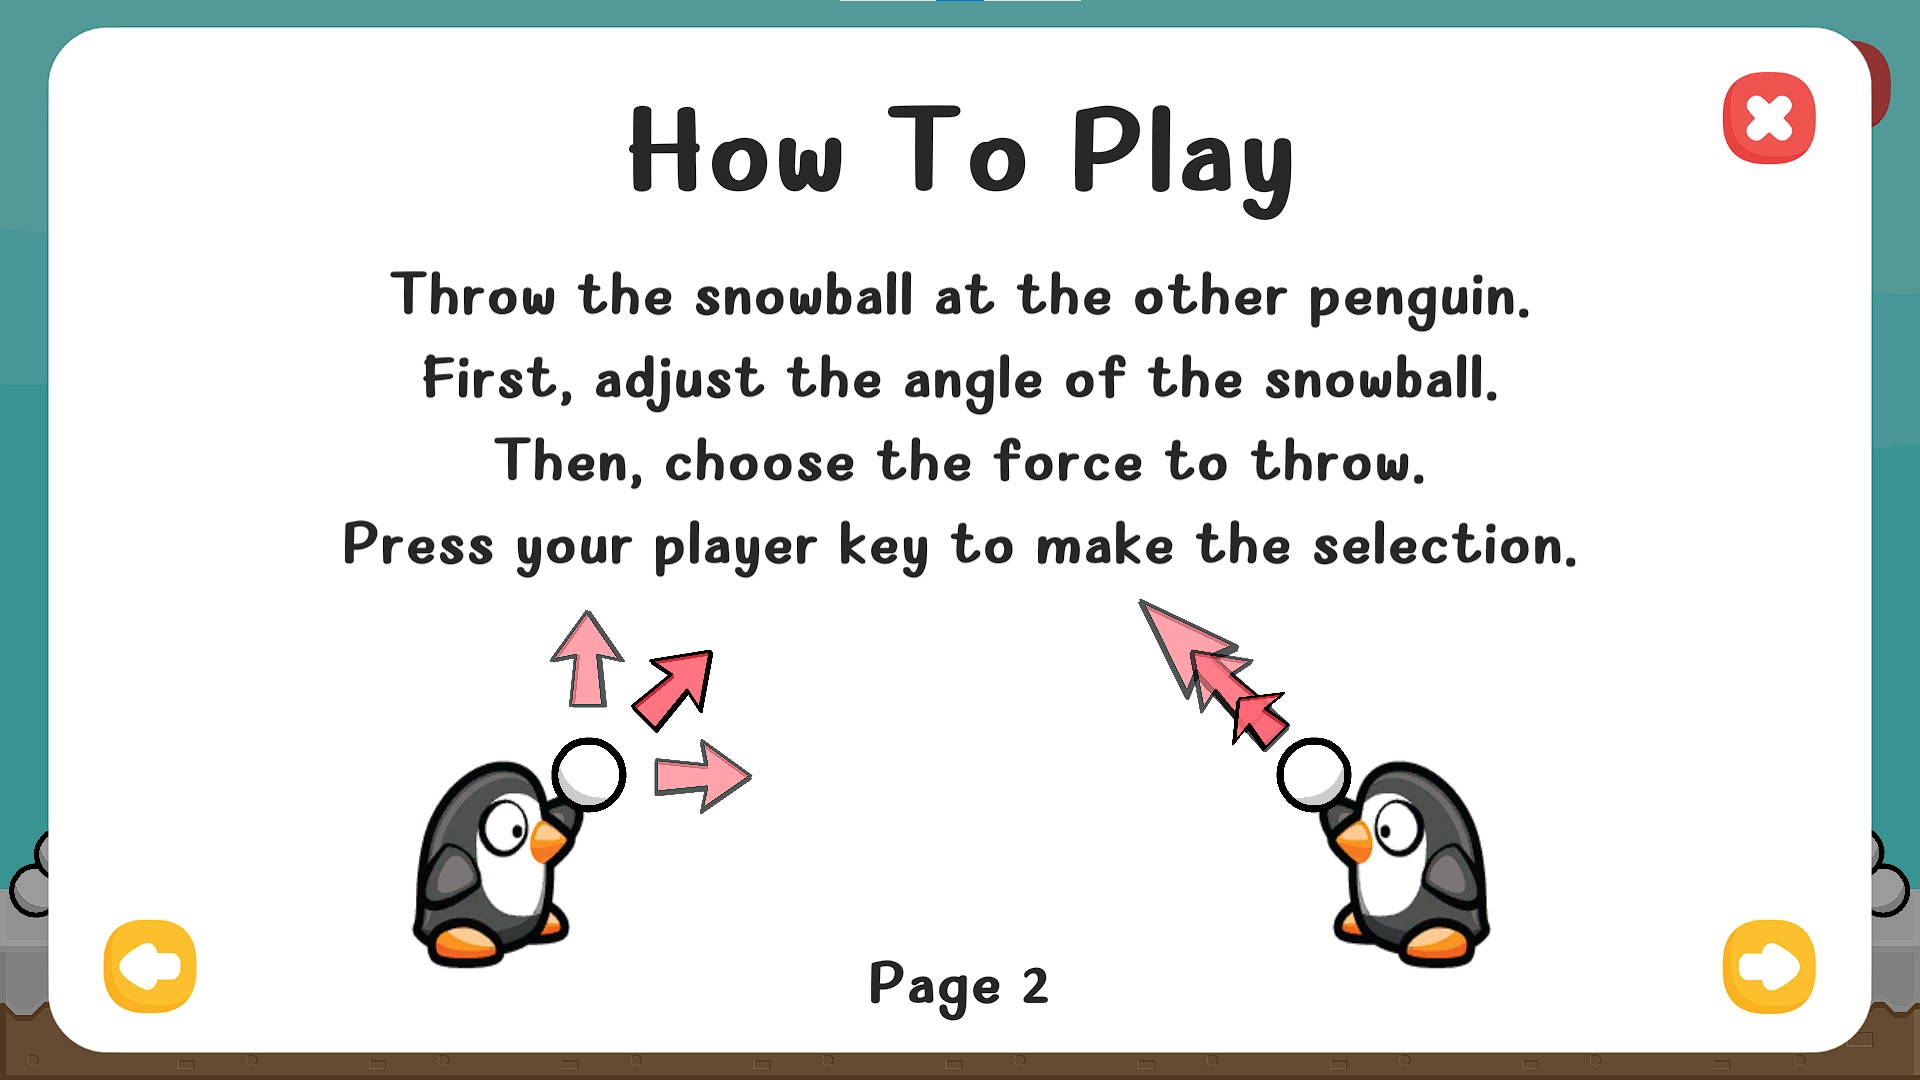 How To Play
Throw the snowball at the other penguin.
First, adjust the angle of the snowball.
Then, choose the force to throw.
Press your player key to make the selection.
Page 2